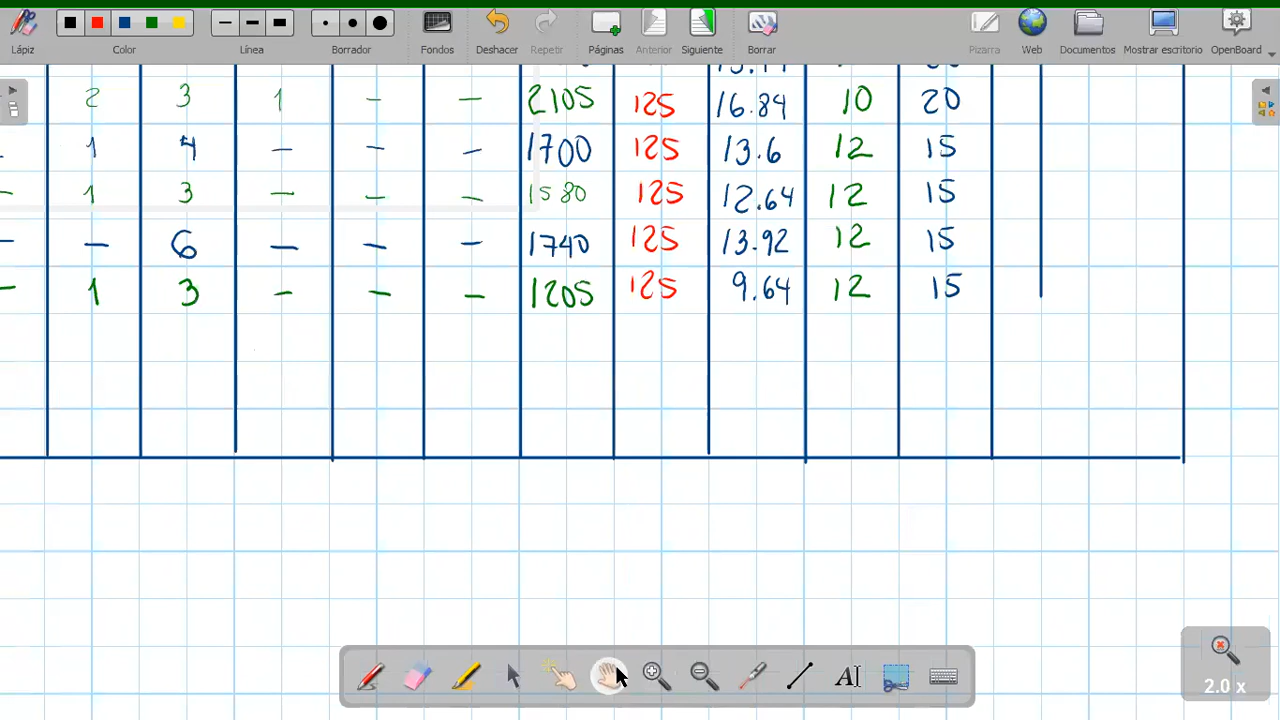 Lápiz Color Línea Borrador Fondos Deshacer Repetir Páginas Anterior Siguiente Borrar Pizarra Web Documentos Mostrar escritorio OpenBoard
2 3 1 - - 2105 125 16.84 10 20
1 4 - - - 1700 125 13.6 12 15
- 1 3 - - - 1580 125 12.64 12 15
- - 6 - - - 1740 125 13.92 12 15
- 1 3 - - - 1205 125 9.64 12 15
2.0 x